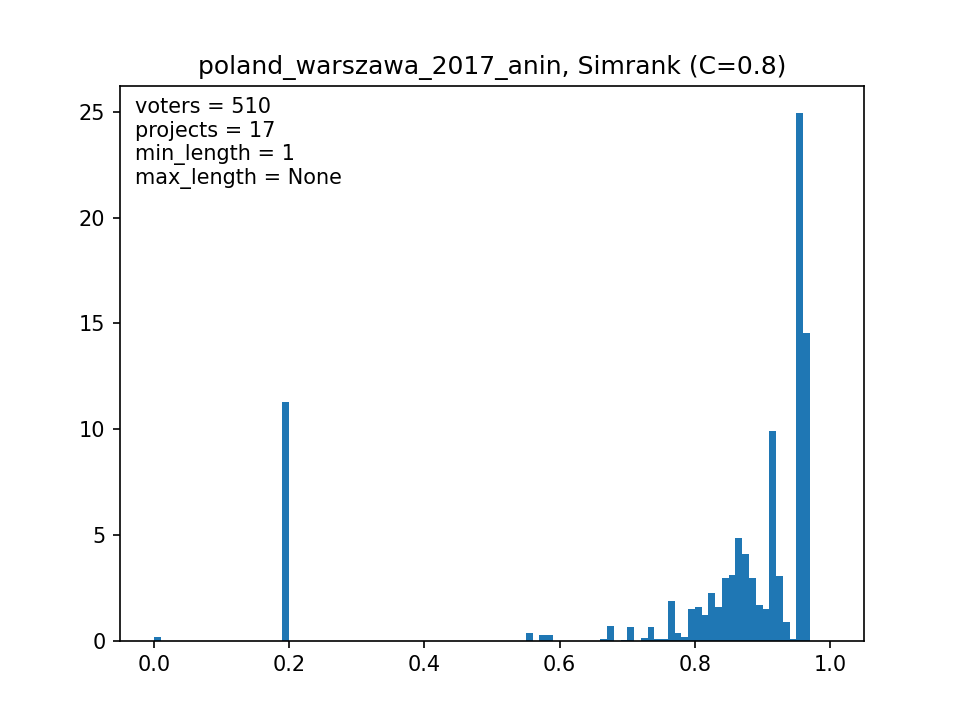 poland_warszawa_2017_anin, Simrank (C=0.8)
voters = 510
projects = 17
min_length = 1
max_length = None
25
20
15
10
5
0
0.0 0.2 0.4 0.6 0.8 1.0